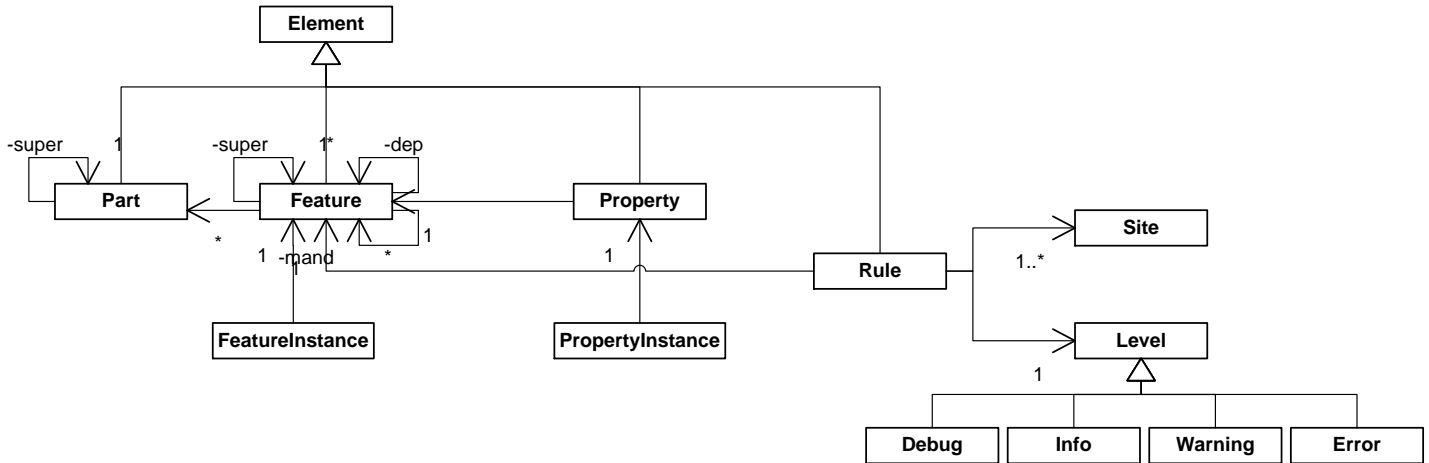 Element
-super
1
-super
1*
-dep
Part
Feature
Property
Site
*
1
-mand
1
*
1
1
1..*
Rule
FeatureInstance
PropertyInstance
Level
1
Debug
Info
Warning
Error